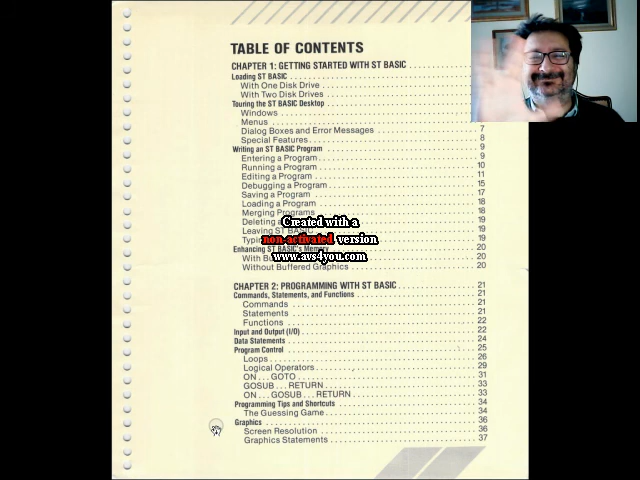 TABLE OF CONTENTS
CHAPTER 1: GETTING STARTED WITH ST BASIC
Loading ST BASIC
With One Disk Drive
With Two Disk Drives
Touring the ST BASIC Desktop
Windows
Menus
Dialog Boxes and Error Messages 7
Special Features 8
Writing an ST BASIC Program 9
Entering a Program 9
Running a Program 10
Editing a Program 11
Debugging a Program 15
Saving a Program 17
Loading a Program 18
Merging Programs 18
Deleting a 19
Leaving ST BASIC 19
19
Enhancing ST BASIC's Memory 20
With 20
Without Buffered Graphics 20
Created with a
non-activated version
www.avs4you.com
CHAPTER 2: PROGRAMMING WITH ST BASIC 21
Commands, Statements, and Functions 21
Commands 21
Statements 21
Functions 22
Input and Output (I/O) 22
Data Statements 24
Program Control 25
Loops 26
Logical Operators 29
ON . . . GOTO 31
GOSUB . . . RETURN 33
ON . . . GOSUB . . . RETURN 33
Programming Tips and Shortcuts 34
The Guessing Game 34
Graphics 36
Screen Resolution 36
Graphics Statements 37